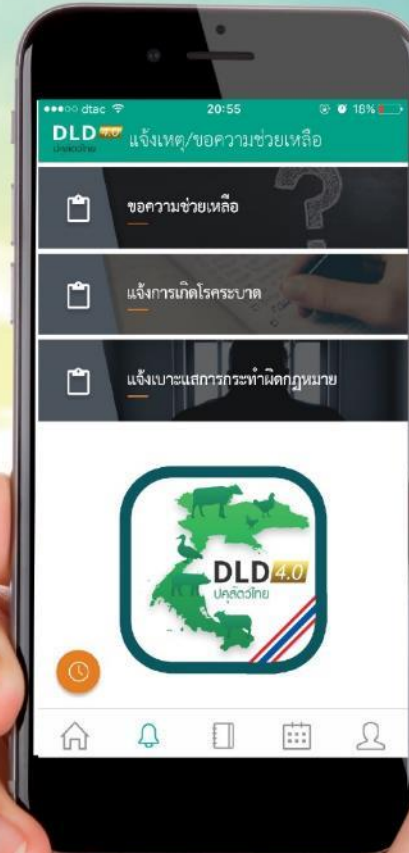 dtac 20:55 16%
DLD 4.0 แจ้งเหตุ/ขอความช่วยเหลือ
ปศุสัตว์ไทย
ขอความช่วยเหลือ
แจ้งการเกิดโรคระบาด
แจ้งเบาะแสการกระทำผิดกฎหมาย
DLD 4.0
ปศุสัตว์ไทย